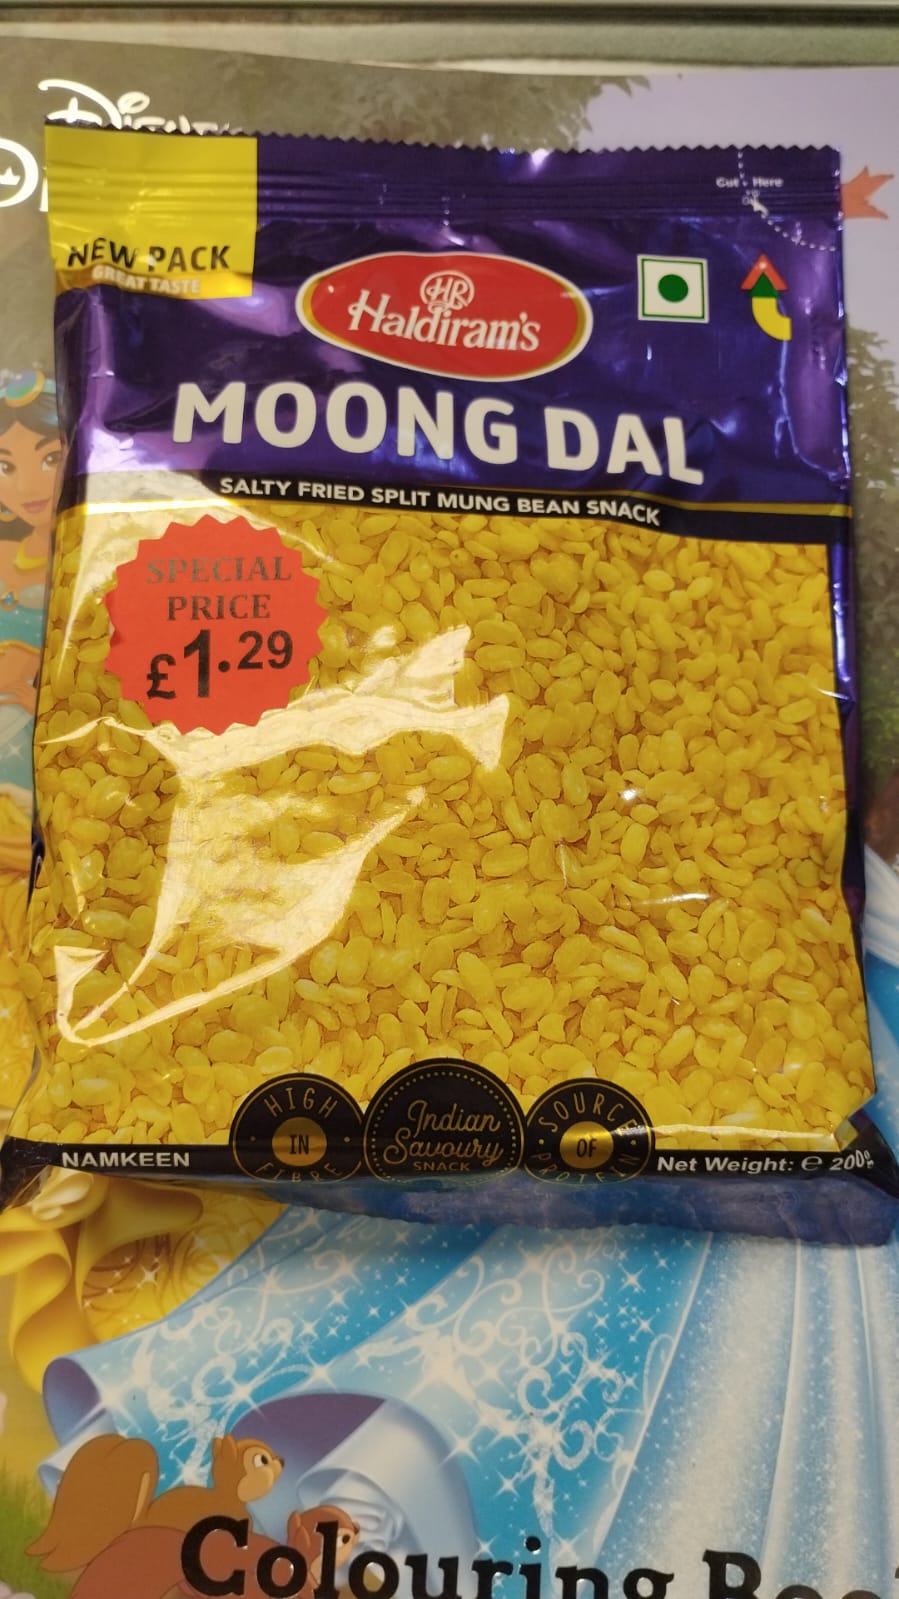 Disney
Cut - Here
NEW PACK
GREAT TASTE
HR
Haldiram's
MOONG DAL
SALTY FRIED SPLIT MUNG BEAN SNACK
SPECIAL
PRICE
£1.29
HIGH
IN
FIBRE
Indian
Savoury
SNACK
SOURCE
OF
PROTEIN
NAMKEEN
Net Weight: ℮ 200g
Colouring